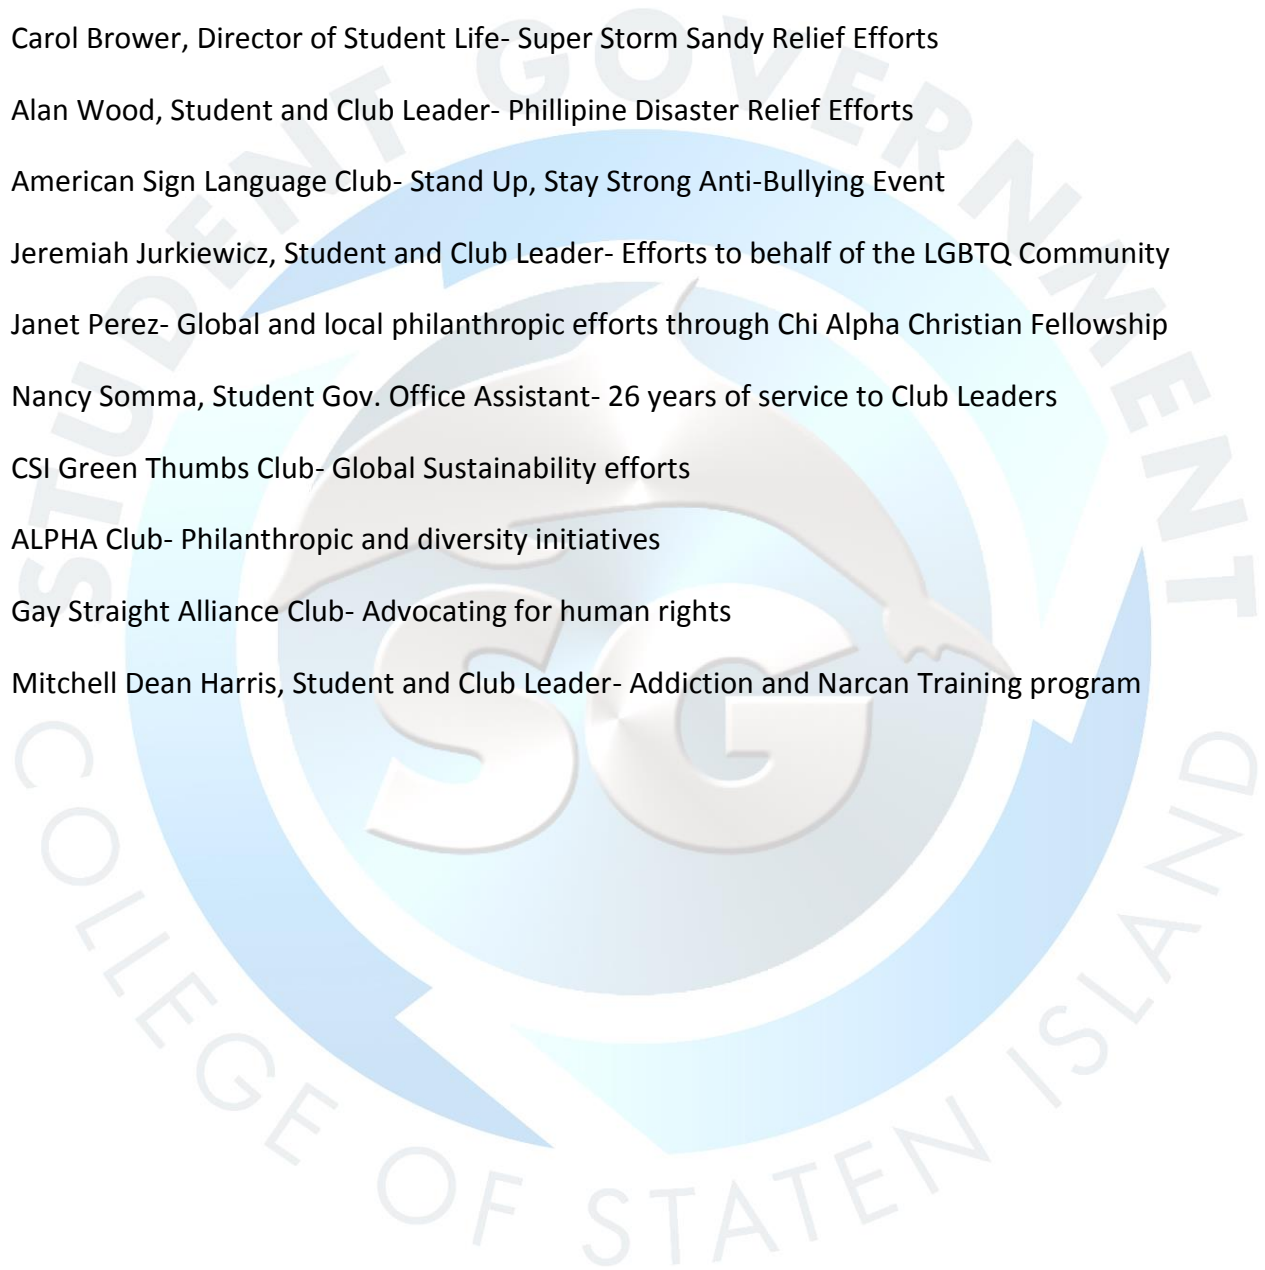 Carol Brower, Director of Student Life- Super Storm Sandy Relief Efforts
Alan Wood, Student and Club Leader- Phillipine Disaster Relief Efforts
American Sign Language Club- Stand Up, Stay Strong Anti-Bullying Event
Jeremiah Jurkiewicz, Student and Club Leader- Efforts to behalf of the LGBTQ Community
Janet Perez- Global and local philanthropic efforts through Chi Alpha Christian Fellowship
Nancy Somma, Student Gov. Office Assistant- 26 years of service to Club Leaders
CSI Green Thumbs Club- Global Sustainability efforts
ALPHA Club- Philanthropic and diversity initiatives
Gay Straight Alliance Club- Advocating for human rights
Mitchell Dean Harris, Student and Club Leader- Addiction and Narcan Training program
STUDENT GOVERNMENT
SG
COLLEGE OF STATEN ISLAND